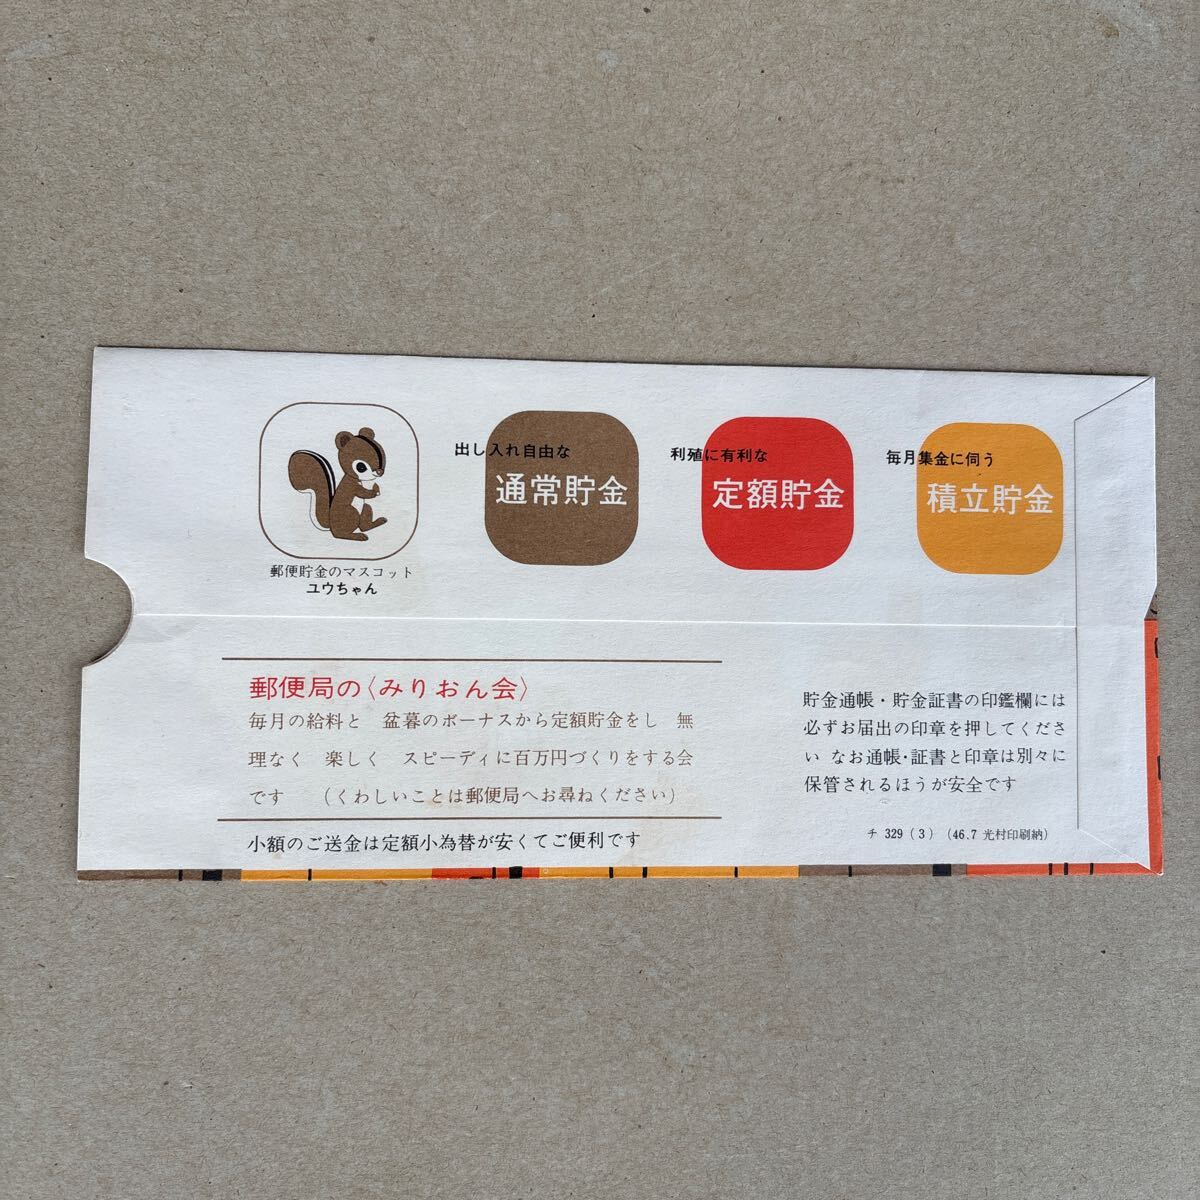 郵便貯金のマスコット
ユウちゃん
出し入れ自由な
通常貯金
利殖に有利な
定額貯金
毎月集金に伺う
積立貯金
郵便局の〈みりおん会〉
毎月の給料と 盆暮のボーナスから定額貯金をし 無
理なく 楽しく スピーディに百万円づくりをする会
です (くわしいことは郵便局へお尋ねください)
小額のご送金は定額小為替が安くてご便利です
貯金通帳・貯金証書の印鑑欄には
必ずお届出の印章を押してくださ
い なお通帳・証書と印章は別々に
保管されるほうが安全です
チ 329 (3) (46.7 光村印刷納)